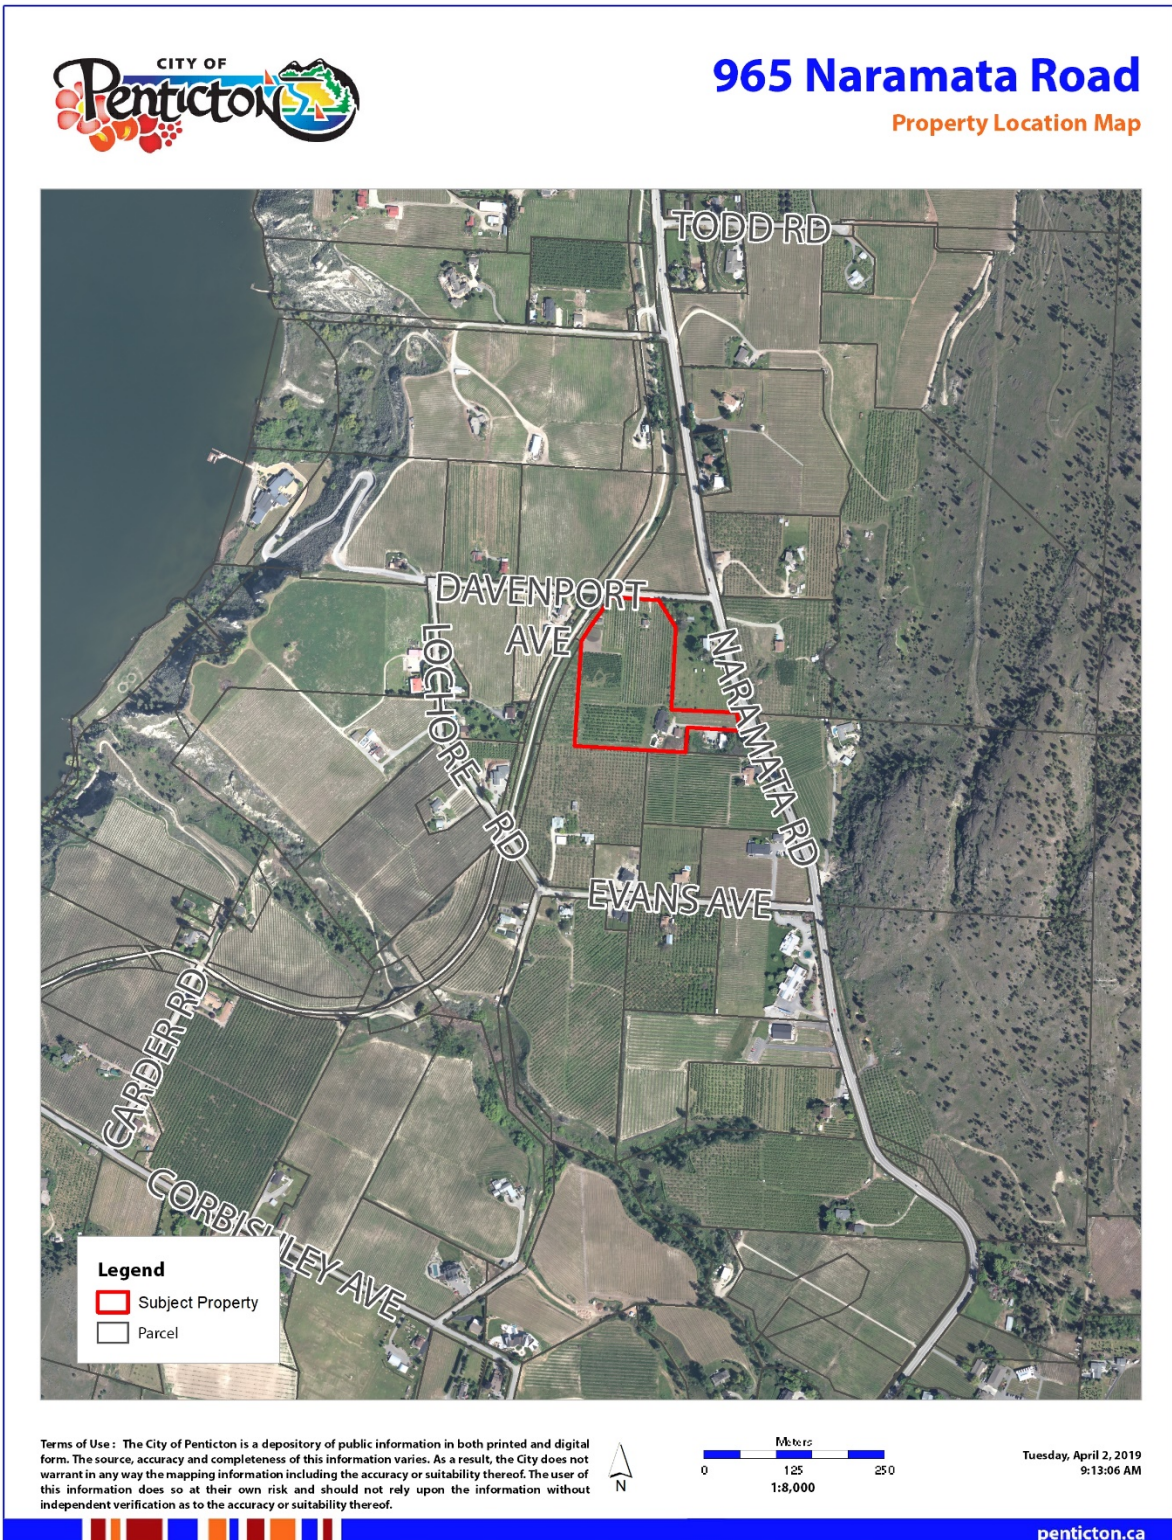 CITY OF
Penticton
965 Naramata Road
Property Location Map
TODD RD
DAVENPORT
AVE
LOCHORE RD
NARAMATA RD
EVANS AVE
CARDER RD
CORBISHLEY AVE
Legend
Subject Property
Parcel
Terms of Use : The City of Penticton is a depository of public information in both printed and digital
form. The source, accuracy and completeness of this information varies. As a result, the City does not
warrant in any way the mapping information including the accuracy or suitability thereof. The user of
this information does so at their own risk and should not rely upon the information without
independent verification as to the accuracy or suitability thereof.
N
Meters
0 125 250
1:8,000
Tuesday, April 2, 2019
9:13:06 AM
penticton.ca